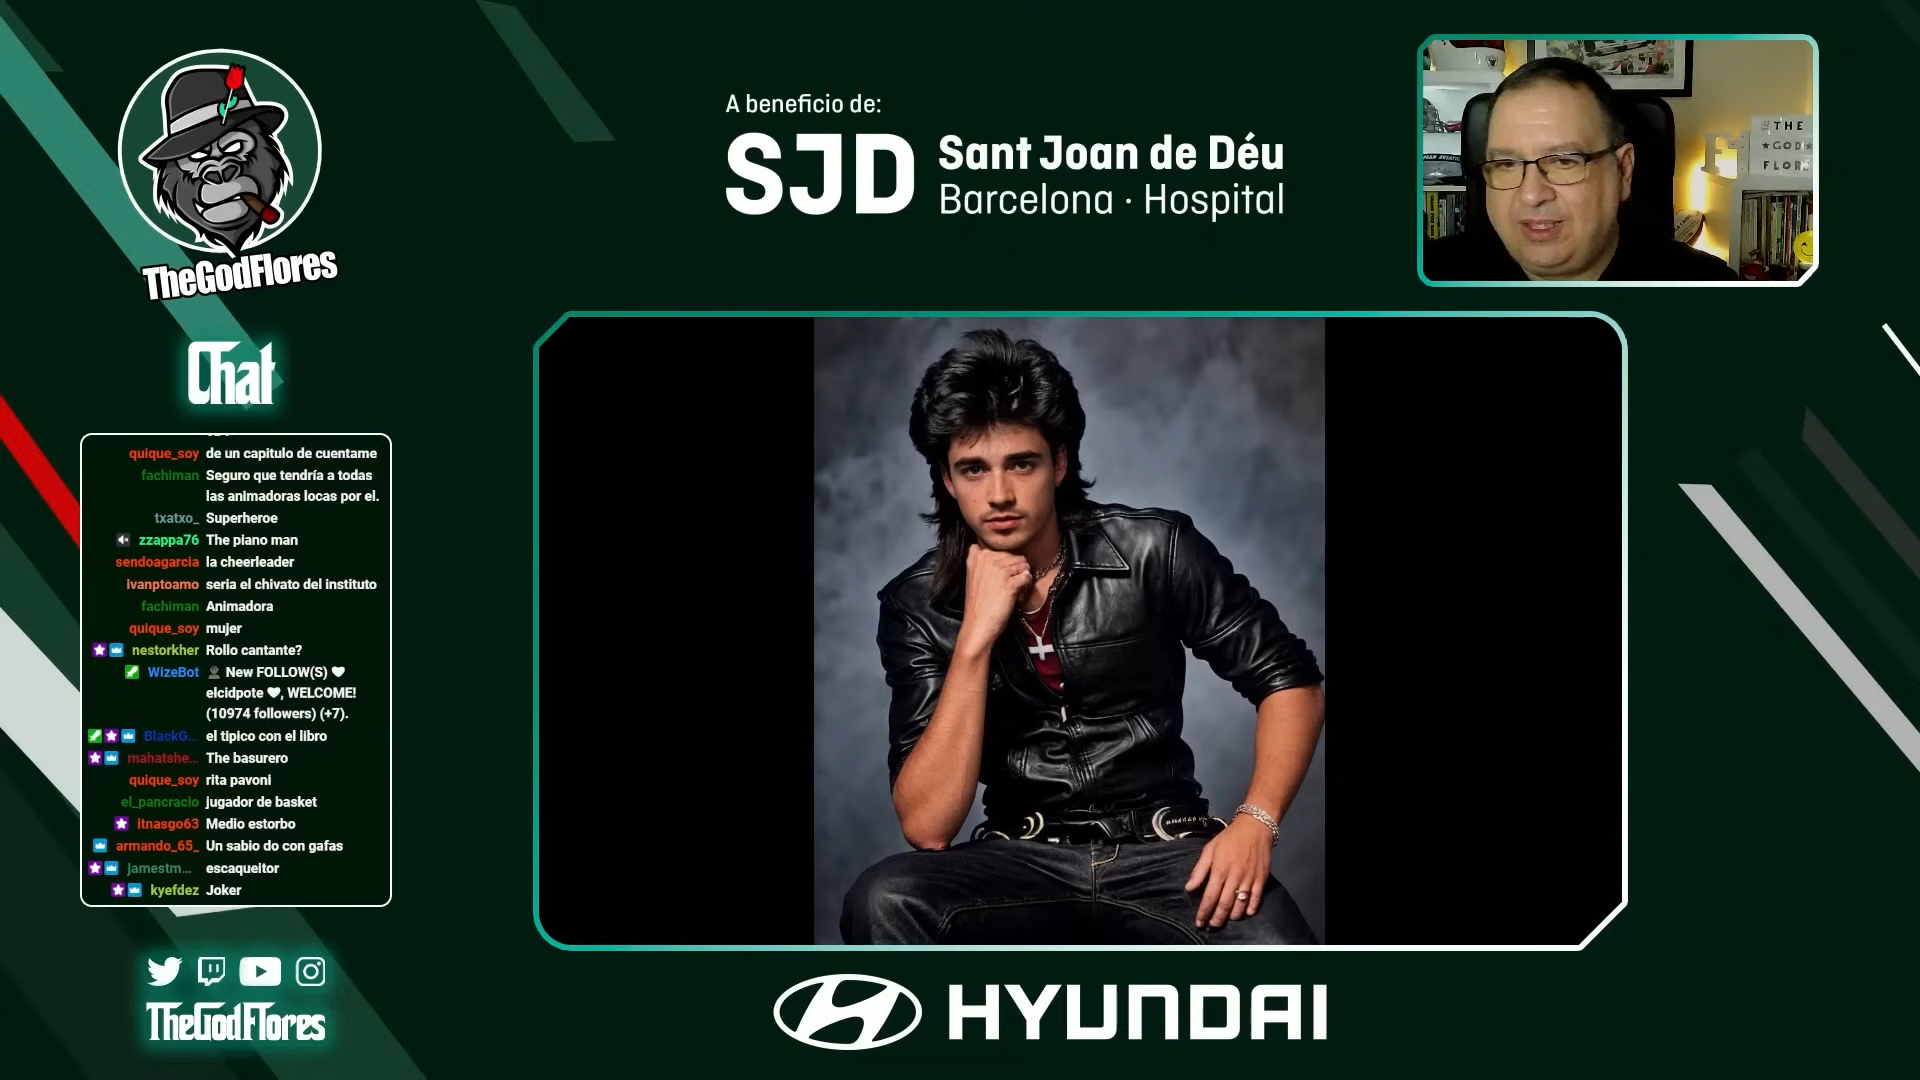 A beneficio de:
SJD Sant Joan de Déu
Barcelona · Hospital
TheGodFlores
THE
GOD
FLOR
Chat
quique_soy de un capitulo de cuentame
fachiman Seguro que tendría a todas
las animadoras locas por el.
txatxo_ Superheroe
zzappa76 The piano man
sendoagarcia la cheerleader
ivanptoamo seria el chivato del instituto
fachiman Animadora
quique_soy mujer
nestorkher Rollo cantante?
WizeBot New FOLLOW(S)
elcidpote, WELCOME!
(10974 followers) (+7).
BlackG... el tipico con el libro
mahatshe... The basurero
quique_soy rita pavoni
el_pancracio jugador de basket
itnasgo63 Medio estorbo
armando_65_ Un sabio do con gafas
jamestm... escaqueitor
kyefdez Joker
TheGodFlores
HYUNDAI